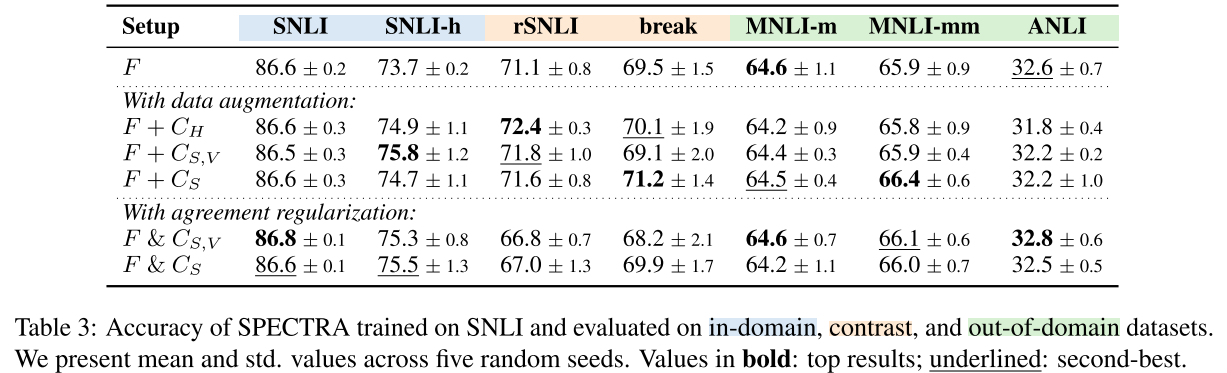 Setup SNLI SNLI-h rSNLI break MNLI-m MNLI-mm ANLI
F 86.6 ± 0.2 73.7 ± 0.2 71.1 ± 0.8 69.5 ± 1.5 64.6 ± 1.1 65.9 ± 0.9 32.6 ± 0.7
With data augmentation:
F + C_H 86.6 ± 0.3 74.9 ± 1.1 72.4 ± 0.3 70.1 ± 1.9 64.2 ± 0.9 65.8 ± 0.9 31.8 ± 0.4
F + C_{S,V} 86.5 ± 0.3 75.8 ± 1.2 71.8 ± 1.0 69.1 ± 2.0 64.4 ± 0.3 65.9 ± 0.4 32.2 ± 0.2
F + C_S 86.6 ± 0.3 74.7 ± 1.1 71.6 ± 0.8 71.2 ± 1.4 64.5 ± 0.4 66.4 ± 0.6 32.2 ± 1.0
With agreement regularization:
F & C_{S,V} 86.8 ± 0.1 75.3 ± 0.8 66.8 ± 0.7 68.2 ± 2.1 64.6 ± 0.7 66.1 ± 0.6 32.8 ± 0.6
F & C_S 86.6 ± 0.1 75.5 ± 1.3 67.0 ± 1.3 69.9 ± 1.7 64.2 ± 1.1 66.0 ± 0.7 32.5 ± 0.5
Table 3: Accuracy of SPECTRA trained on SNLI and evaluated on in-domain, contrast, and out-of-domain datasets.
We present mean and std. values across five random seeds. Values in bold: top results; underlined: second-best.